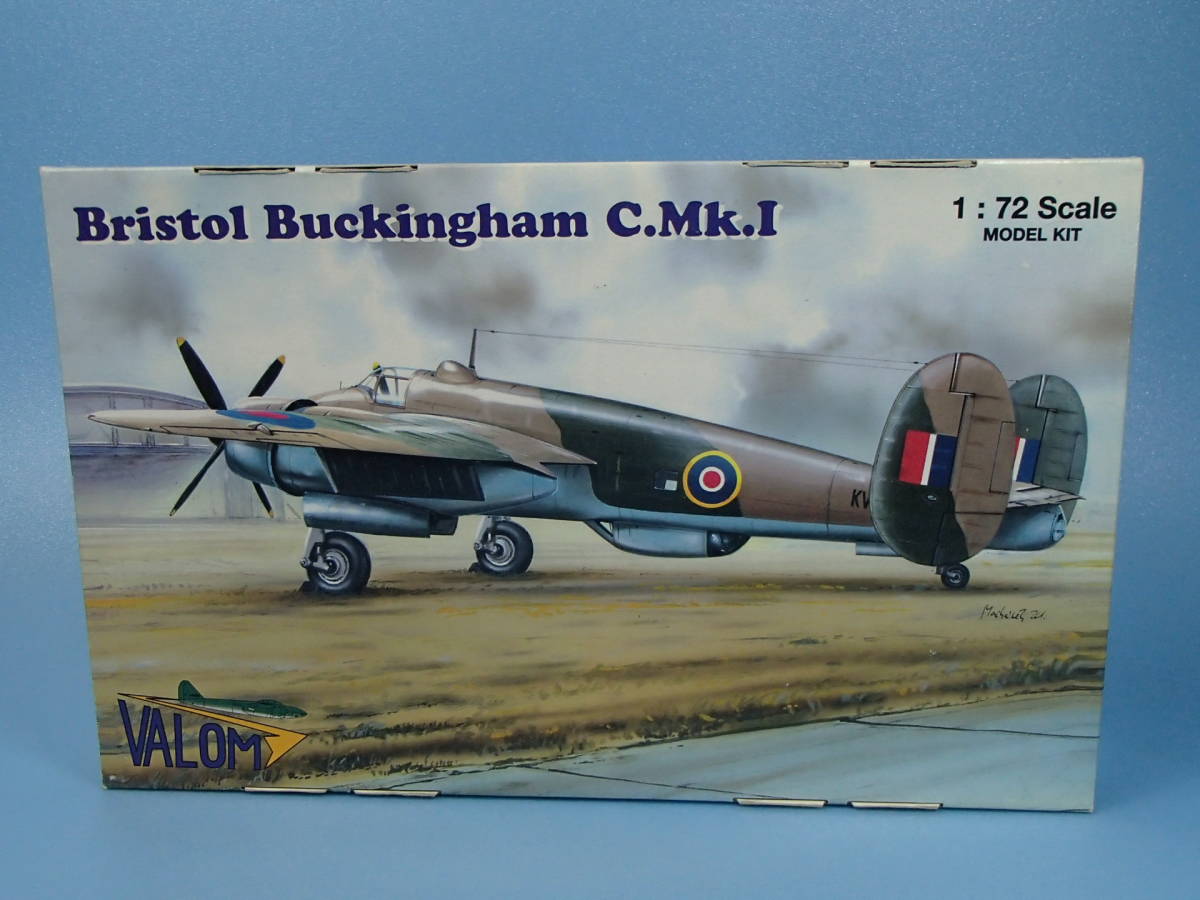 Bristol Buckingham C.Mk.I
1 : 72 Scale
MODEL KIT
KV
VALOM